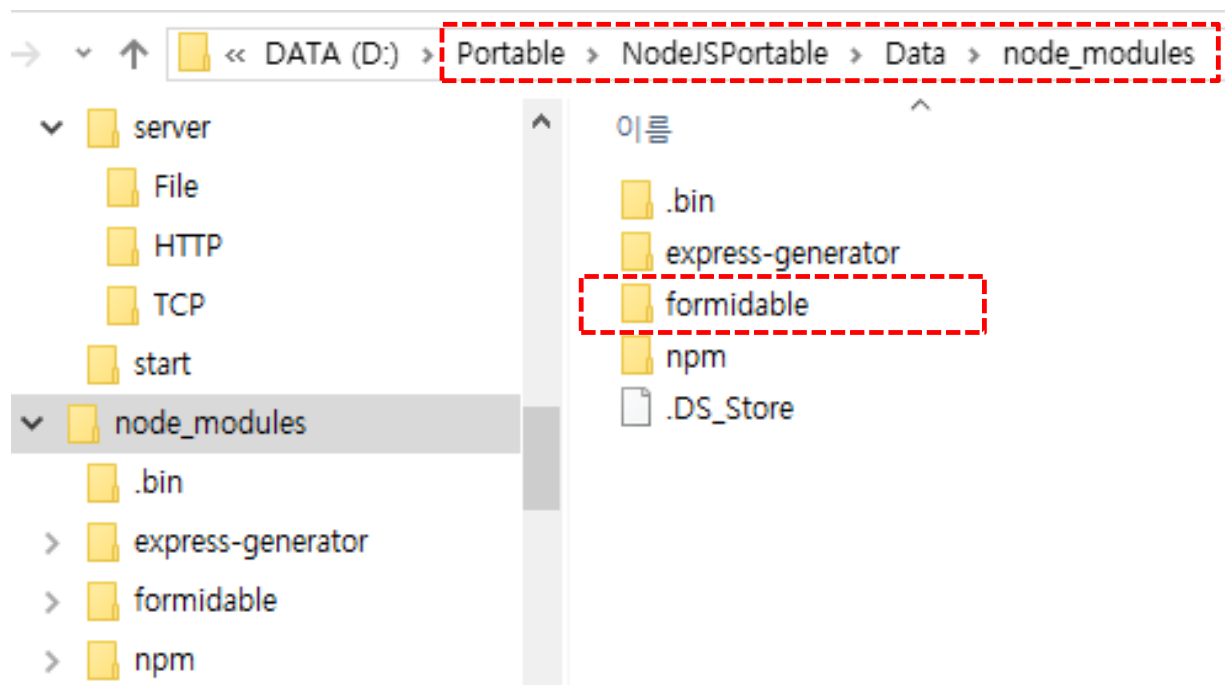 « DATA (D:) > Portable > NodeJSPortable > Data > node_modules
server
File
HTTP
TCP
start
node_modules
.bin
express-generator
formidable
npm
이름
.bin
express-generator
formidable
npm
.DS_Store